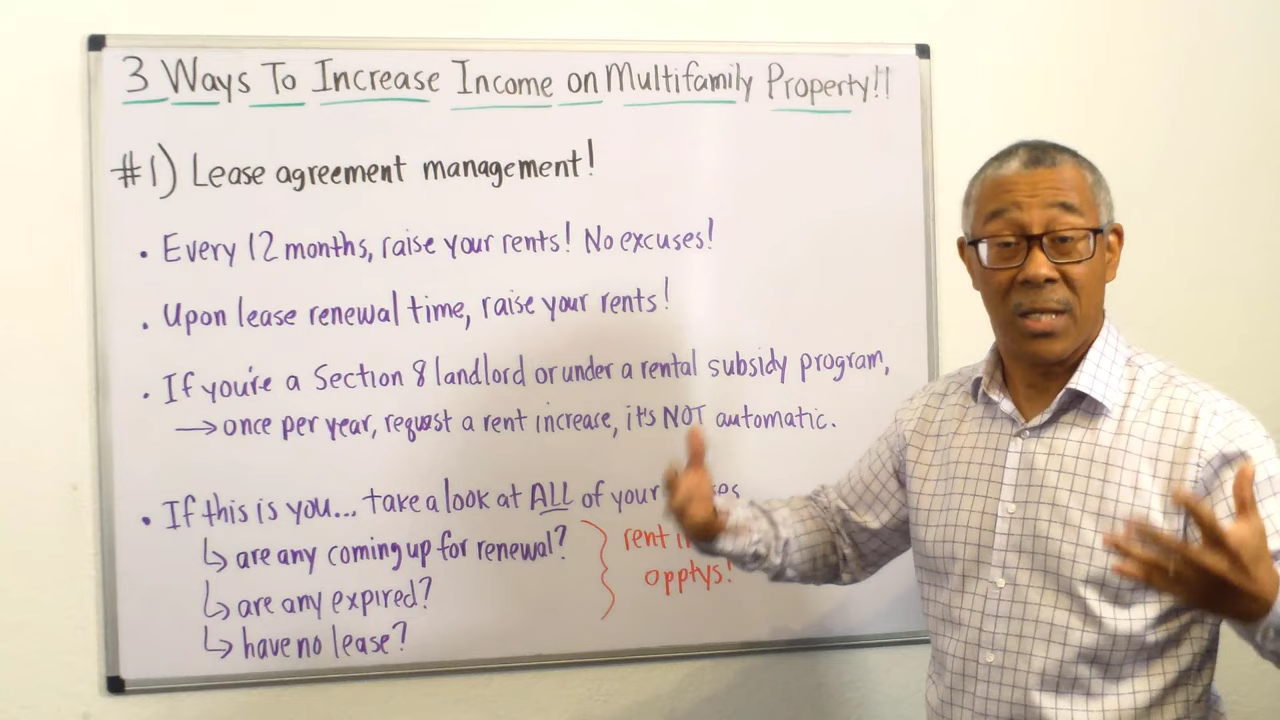 3 Ways To Increase Income on Multifamily Property!!
#1) Lease agreement management!
• Every 12 months, raise your rents! No excuses!
• Upon lease renewal time, raise your rents!
• If you're a Section 8 landlord or under a rental subsidy program,
→ once per year, request a rent increase, it's NOT automatic.
• If this is you... take a look at ALL of your
↳ are any coming up for renewal?
rent
↳ are any expired?
opptys!
↳ have no lease?